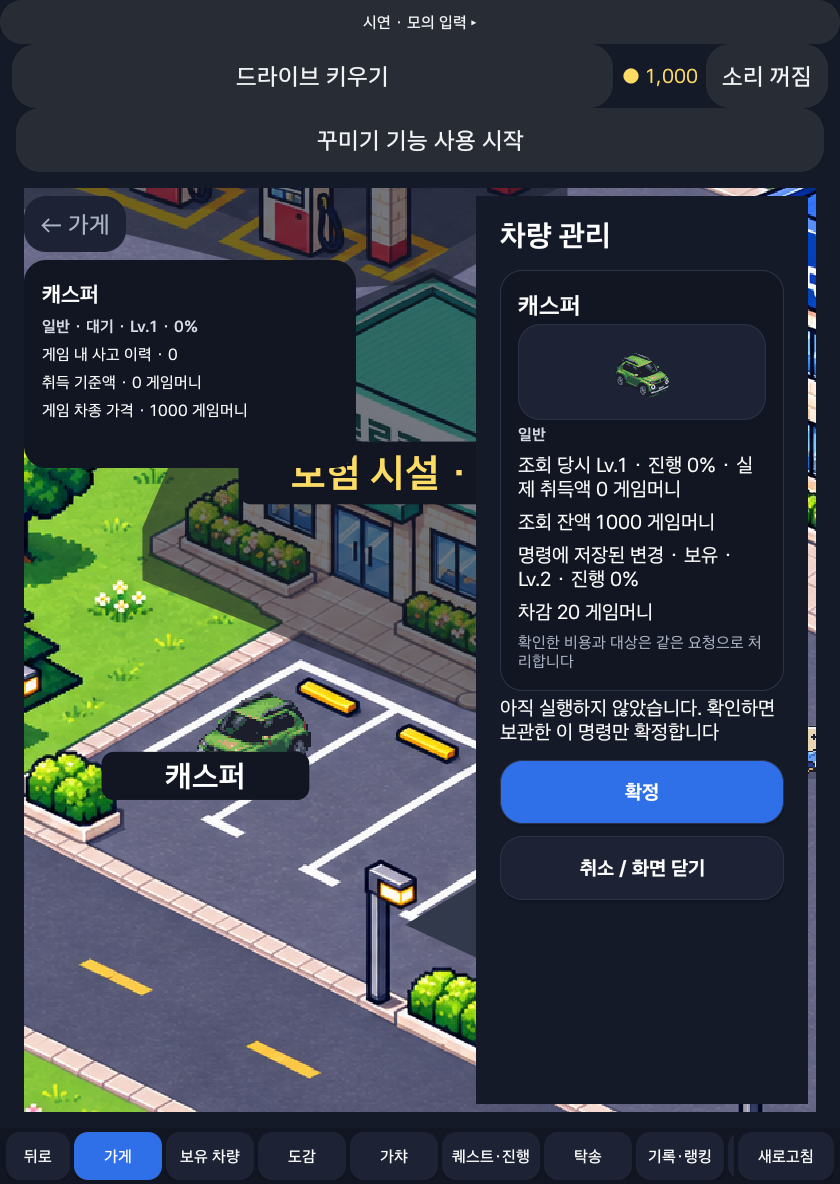 시연 · 모의 입력 ▸
드라이브 키우기
1,000
소리 꺼짐
꾸미기 기능 사용 시작
← 가게
캐스퍼
일반 · 대기 · Lv.1 · 0%
게임 내 사고 이력 · 0
취득 기준액 · 0 게임머니
게임 차종 가격 · 1000 게임머니
보험 시설 ·
캐스퍼
차량 관리
캐스퍼
일반
조회 당시 Lv.1 · 진행 0% · 실
제 취득액 0 게임머니
조회 잔액 1000 게임머니
명령에 저장된 변경 · 보유 ·
Lv.2 · 진행 0%
차감 20 게임머니
확인한 비용과 대상은 같은 요청으로 처
리합니다
아직 실행하지 않았습니다. 확인하면
보관한 이 명령만 확정합니다
확정
취소 / 화면 닫기
뒤로
가게
보유 차량
도감
가챠
퀘스트·진행
탁송
기록·랭킹
새로고침